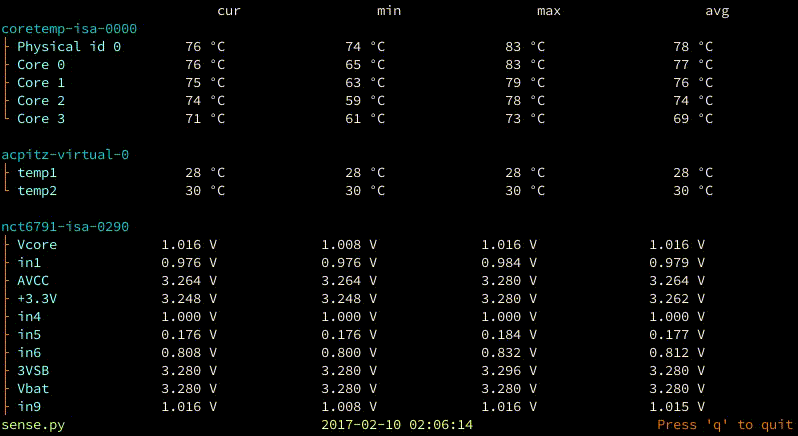 cur min max avg
coretemp-isa-0000
Physical id 0 76 °C 74 °C 83 °C 78 °C
Core 0 76 °C 65 °C 83 °C 77 °C
Core 1 75 °C 63 °C 79 °C 76 °C
Core 2 74 °C 59 °C 78 °C 74 °C
Core 3 71 °C 61 °C 73 °C 69 °C
acpitz-virtual-0
temp1 28 °C 28 °C 28 °C 28 °C
temp2 30 °C 30 °C 30 °C 30 °C
nct6791-isa-0290
Vcore 1.016 V 1.008 V 1.016 V 1.016 V
in1 0.976 V 0.976 V 0.984 V 0.979 V
AVCC 3.264 V 3.264 V 3.280 V 3.264 V
+3.3V 3.248 V 3.248 V 3.280 V 3.262 V
in4 1.000 V 1.000 V 1.000 V 1.000 V
in5 0.176 V 0.176 V 0.184 V 0.177 V
in6 0.808 V 0.800 V 0.832 V 0.812 V
3VSB 3.280 V 3.280 V 3.296 V 3.280 V
Vbat 3.280 V 3.280 V 3.280 V 3.280 V
in9 1.016 V 1.008 V 1.016 V 1.015 V
sense.py 2017-02-10 02:06:14 Press 'q' to quit